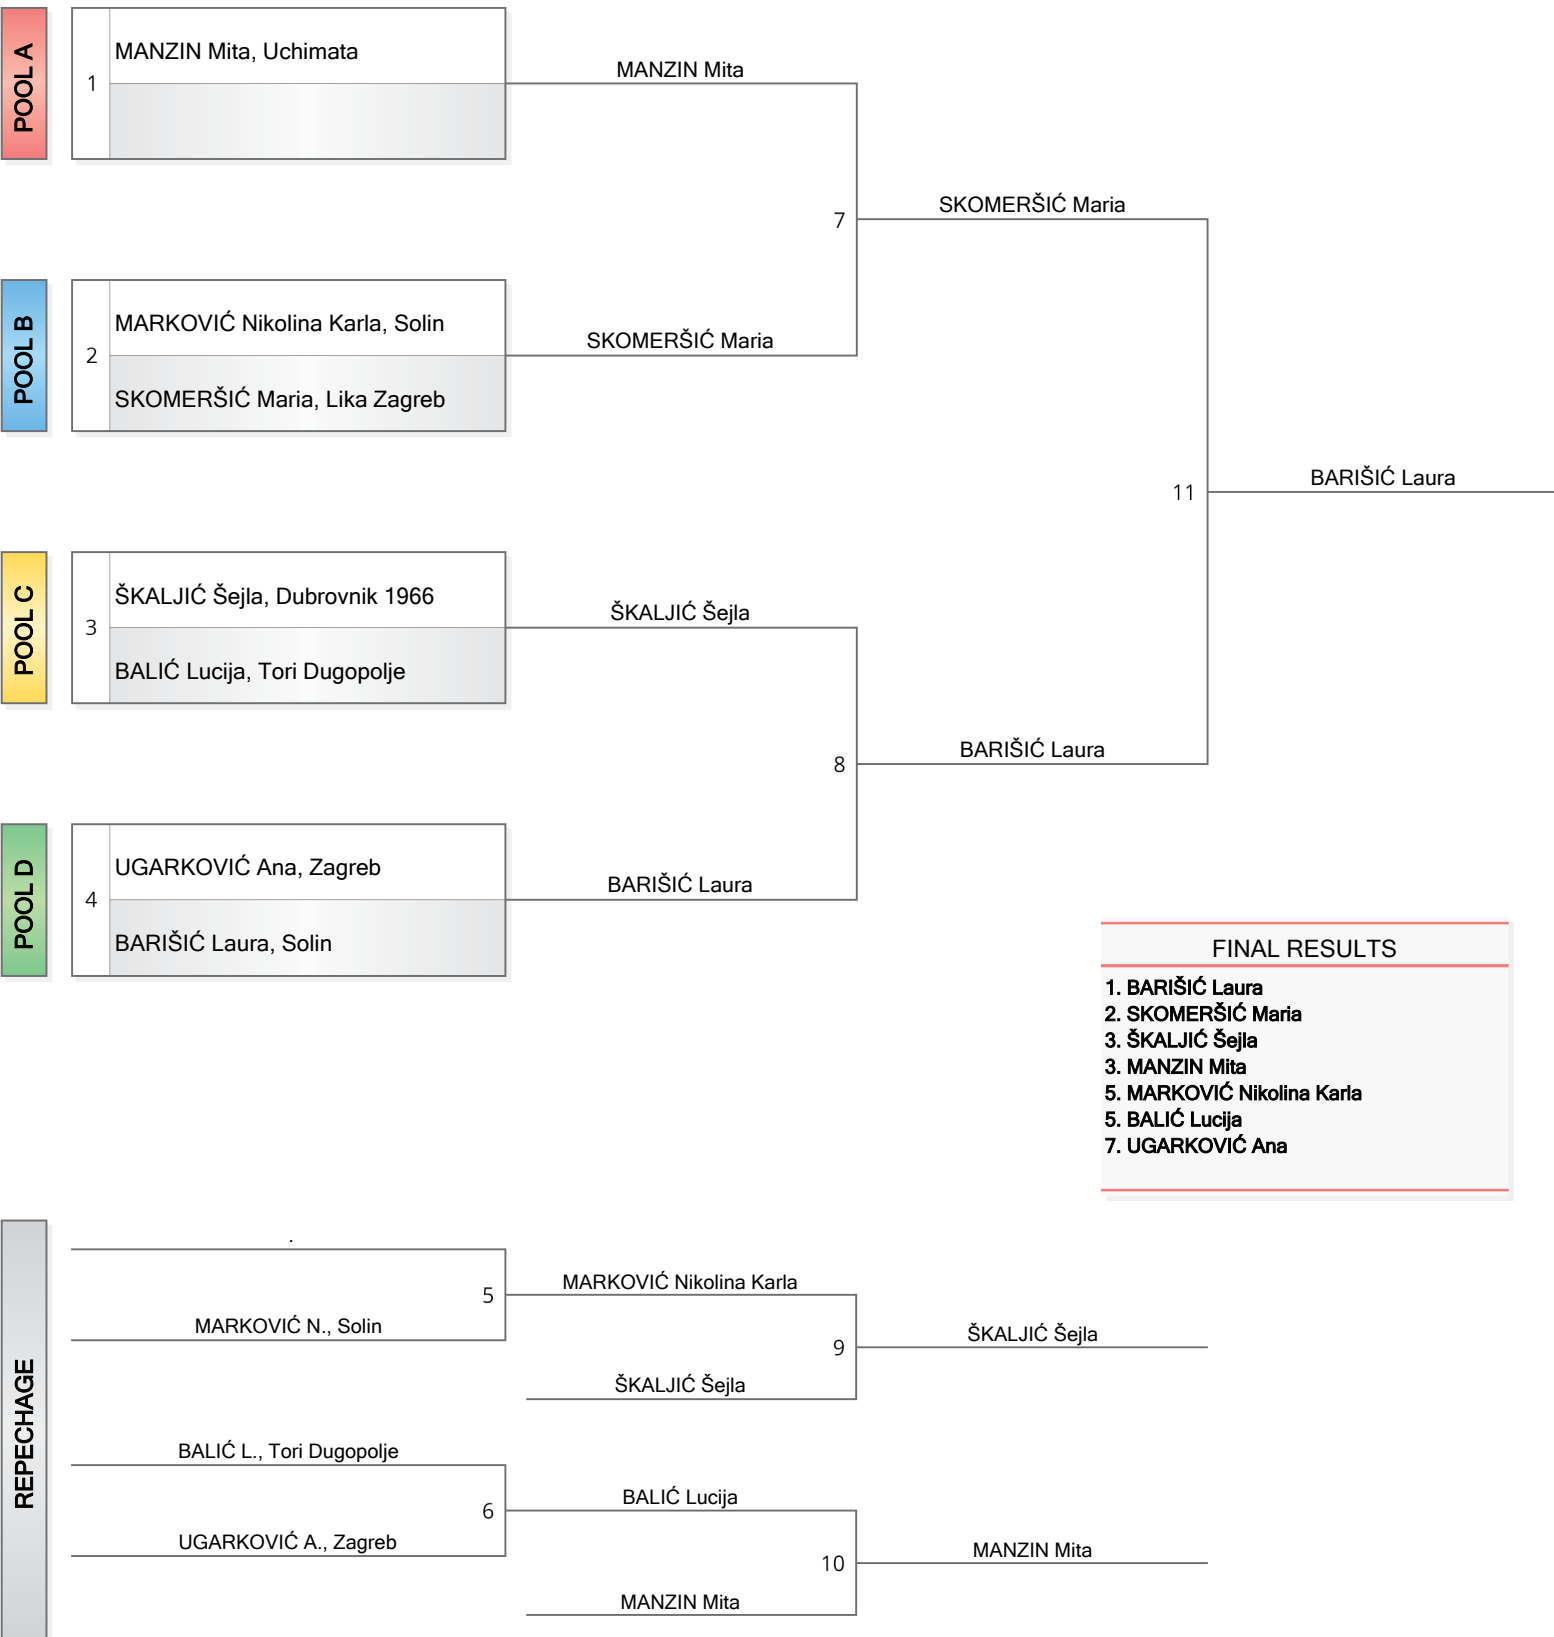 POOL A
1
MANZIN Mita, Uchimata
MANZIN Mita
7
SKOMERŠIĆ Maria
POOL B
2
MARKOVIĆ Nikolina Karla, Solin
SKOMERŠIĆ Maria, Lika Zagreb
SKOMERŠIĆ Maria
11
BARIŠIĆ Laura
POOL C
3
ŠKALJIĆ Šejla, Dubrovnik 1966
BALIĆ Lucija, Tori Dugopolje
ŠKALJIĆ Šejla
8
BARIŠIĆ Laura
POOL D
4
UGARKOVIĆ Ana, Zagreb
BARIŠIĆ Laura, Solin
BARIŠIĆ Laura
FINAL RESULTS
1. BARIŠIĆ Laura
2. SKOMERŠIĆ Maria
3. ŠKALJIĆ Šejla
3. MANZIN Mita
5. MARKOVIĆ Nikolina Karla
5. BALIĆ Lucija
7. UGARKOVIĆ Ana
REPECHAGE
.
5
MARKOVIĆ N., Solin
MARKOVIĆ Nikolina Karla
9
ŠKALJIĆ Šejla
ŠKALJIĆ Šejla
BALIĆ L., Tori Dugopolje
6
UGARKOVIĆ A., Zagreb
BALIĆ Lucija
10
MANZIN Mita
MANZIN Mita